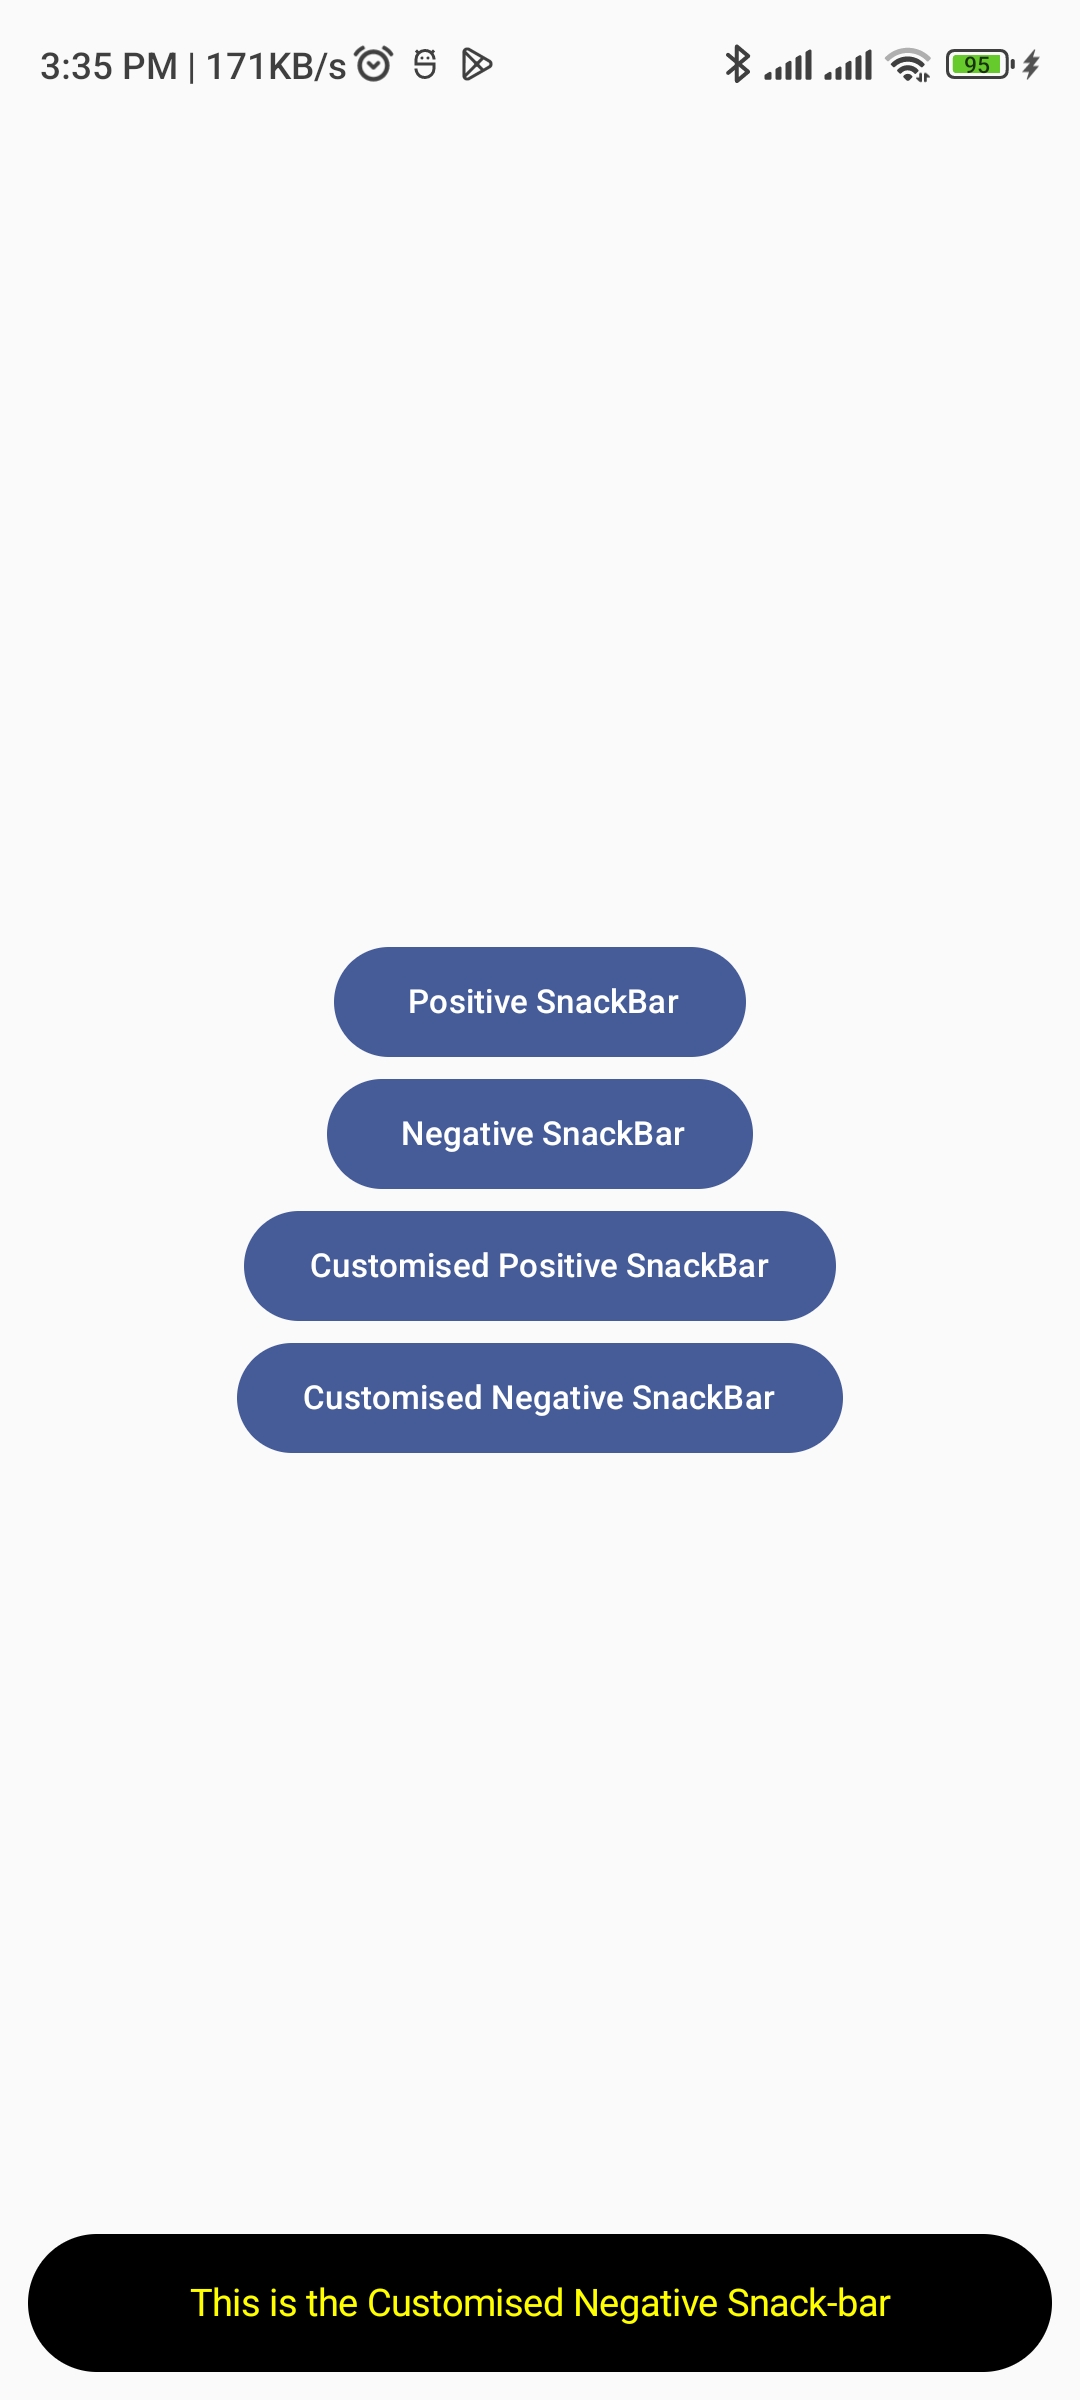 3:35 PM | 171KB/s
95
Positive SnackBar
Negative SnackBar
Customised Positive SnackBar
Customised Negative SnackBar
This is the Customised Negative Snack-bar